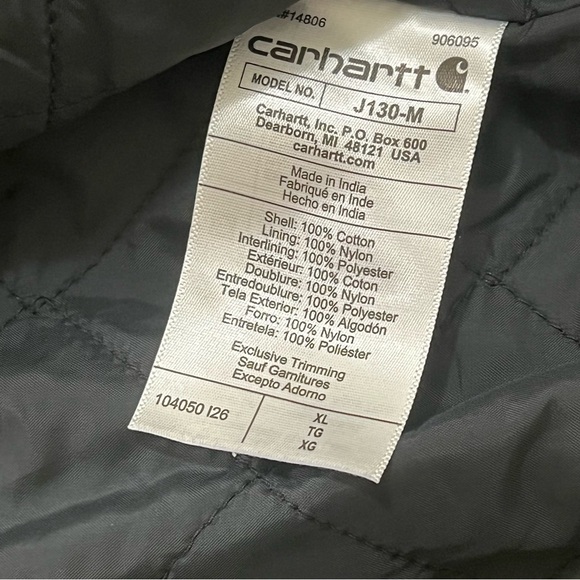 #14806
906095
carhartt
MODEL NO. J130-M
Carhartt, Inc. P.O. Box 600
Dearborn, MI 48121 USA
carhartt.com
Made in India
Fabriqué en Inde
Hecho en India
Shell: 100% Cotton
Lining: 100% Nylon
Interlining: 100% Polyester
Extérieur: 100% Coton
Doublure: 100% Nylon
Entredoublure: 100% Polyester
Tela Exterior: 100% Algodón
Forro: 100% Nylon
Entretela: 100% Poliéster
Exclusive Trimming
Sauf Garnitures
Excepto Adorno
104050 I26
XL
TG
XG